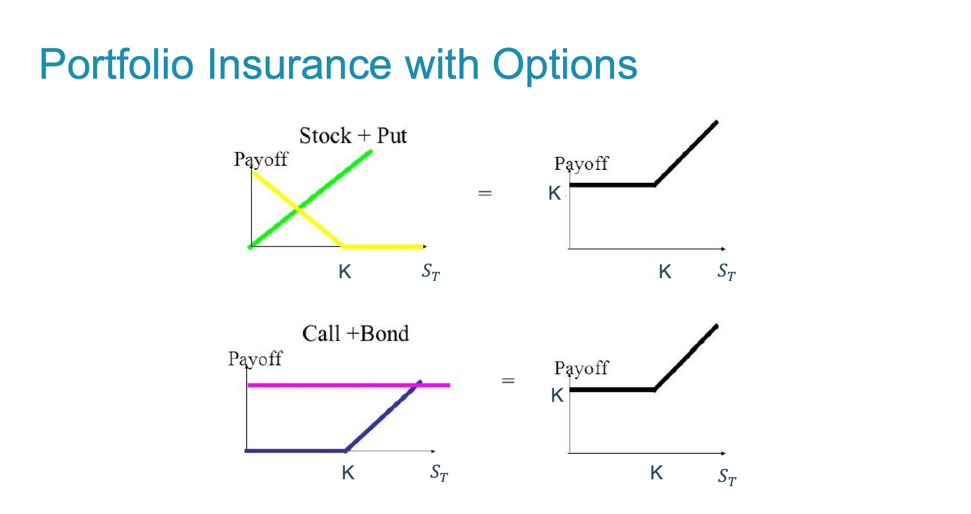 Portfolio Insurance with Options
Stock + Put
Payoff
K
S_T
=
Payoff
K
K
S_T
Call +Bond
Payoff
K
S_T
=
Payoff
K
K
S_T